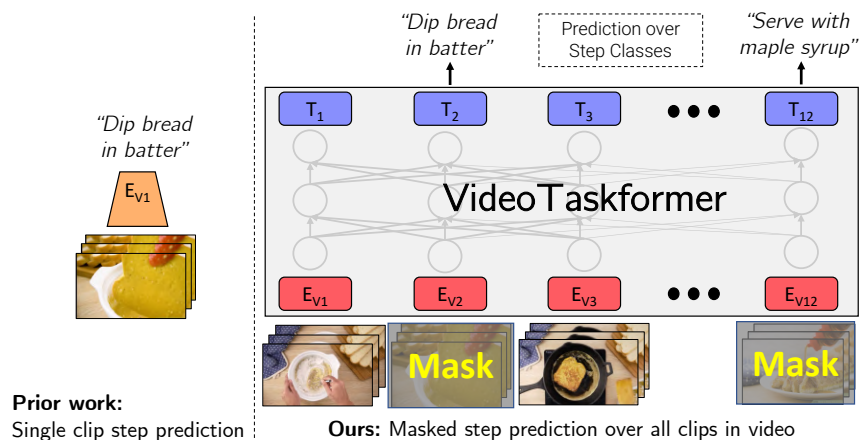 “Dip bread
in batter”
E_V1
Prior work:
Single clip step prediction
“Dip bread
in batter”
Prediction over
Step Classes
“Serve with
maple syrup”
T_1 T_2 T_3 T_12
VideoTaskformer
E_V1 E_V2 E_V3 E_V12
Mask Mask
Ours: Masked step prediction over all clips in video